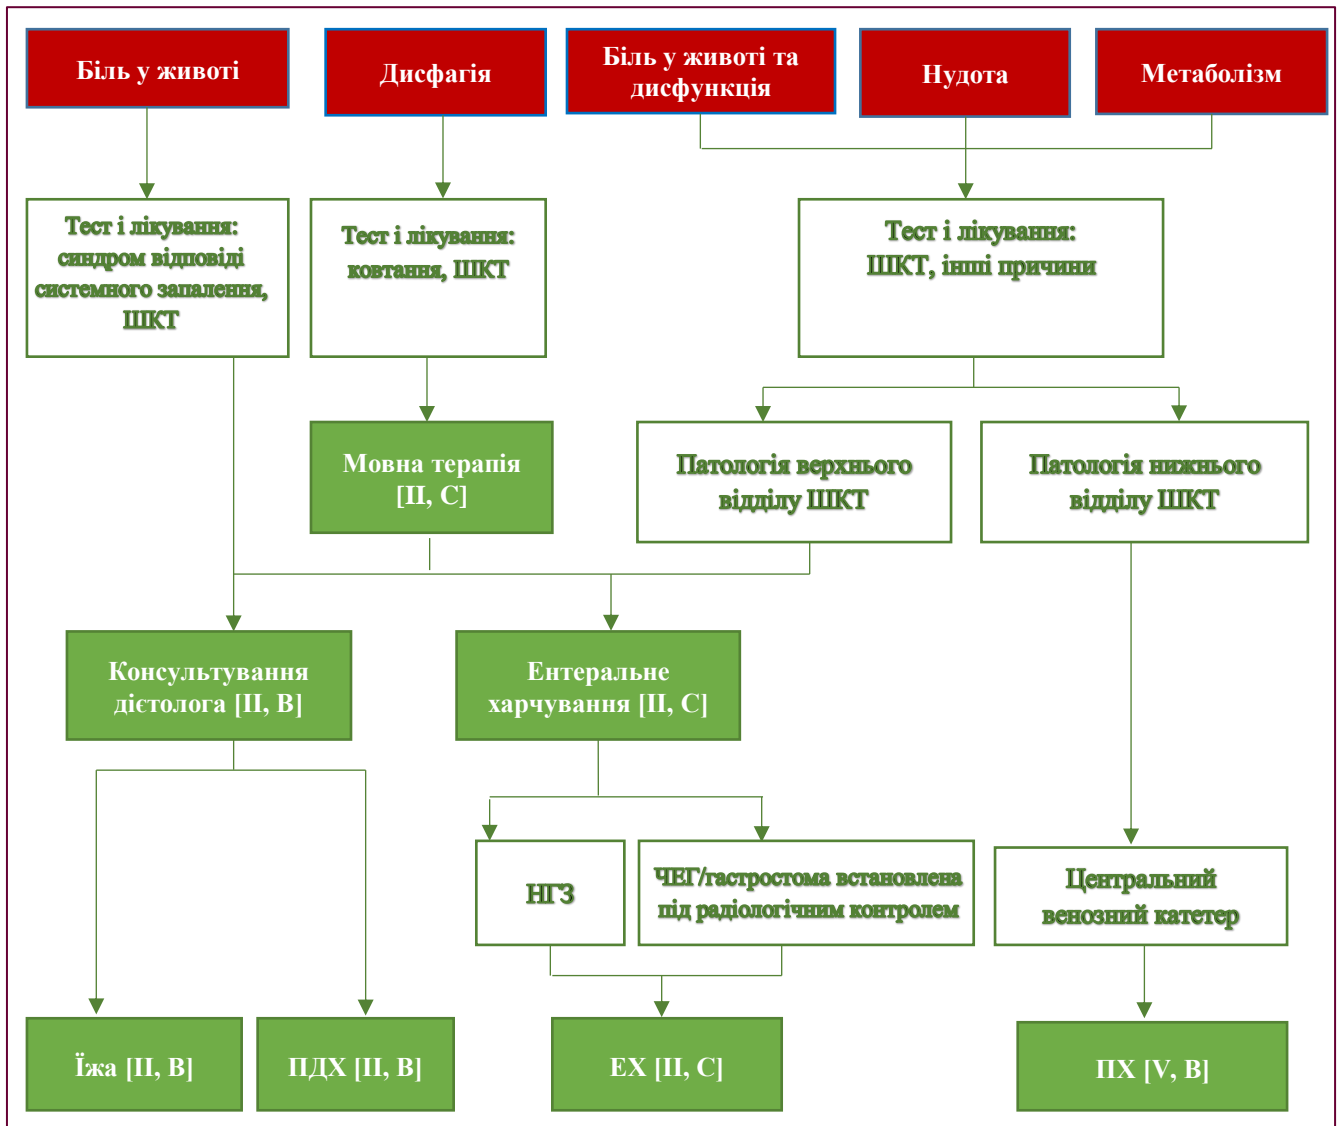 Біль у животі
Дисфагія
Біль у животі та
дисфункція
Нудота
Метаболізм
Тест і лікування:
синдром відповіді
системного запалення,
ШКТ
Тест і лікування:
ковтання, ШКТ
Тест і лікування:
ШКТ, інші причини
Мовна терапія
[II, C]
Патологія верхнього
відділу ШКТ
Патологія нижнього
відділу ШКТ
Консультування
дієтолога [II, B]
Ентеральне
харчування [II, C]
НГЗ
ЧЕГ/гастростома встановлена
під радіологічним контролем
Центральний
венозний катетер
Їжа [II, B]
ПДХ [II, B]
ЕХ [II, C]
ПХ [V, B]